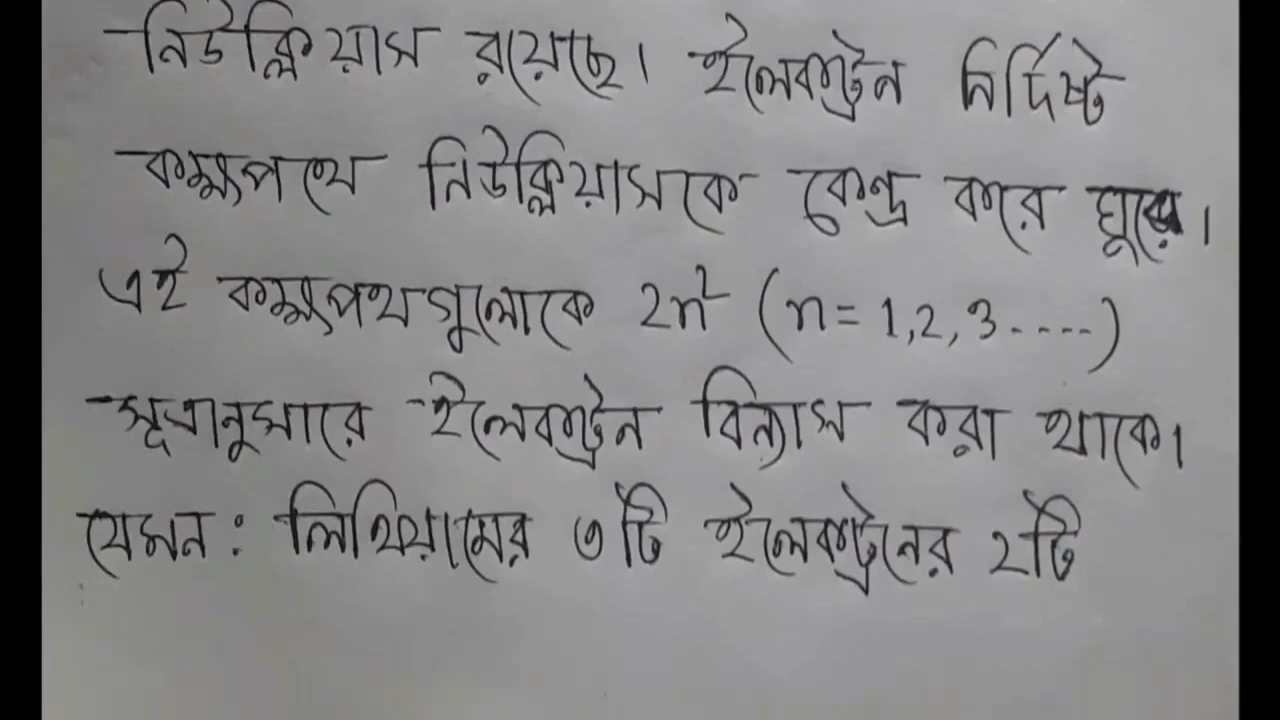 নিউক্লিয়াস রয়েছে। ইলেকট্রন নির্দিষ্ট
কক্ষপথে নিউক্লিয়াসকে কেন্দ্র করে ঘুরে।
এই কক্ষপথগুলোকে 2n² (n = 1,2,3.....)
সূত্রানুসারে ইলেকট্রন বিন্যাস করা থাকে।
যেমন: লিথিয়ামের ৩টি ইলেকট্রনের ২টি